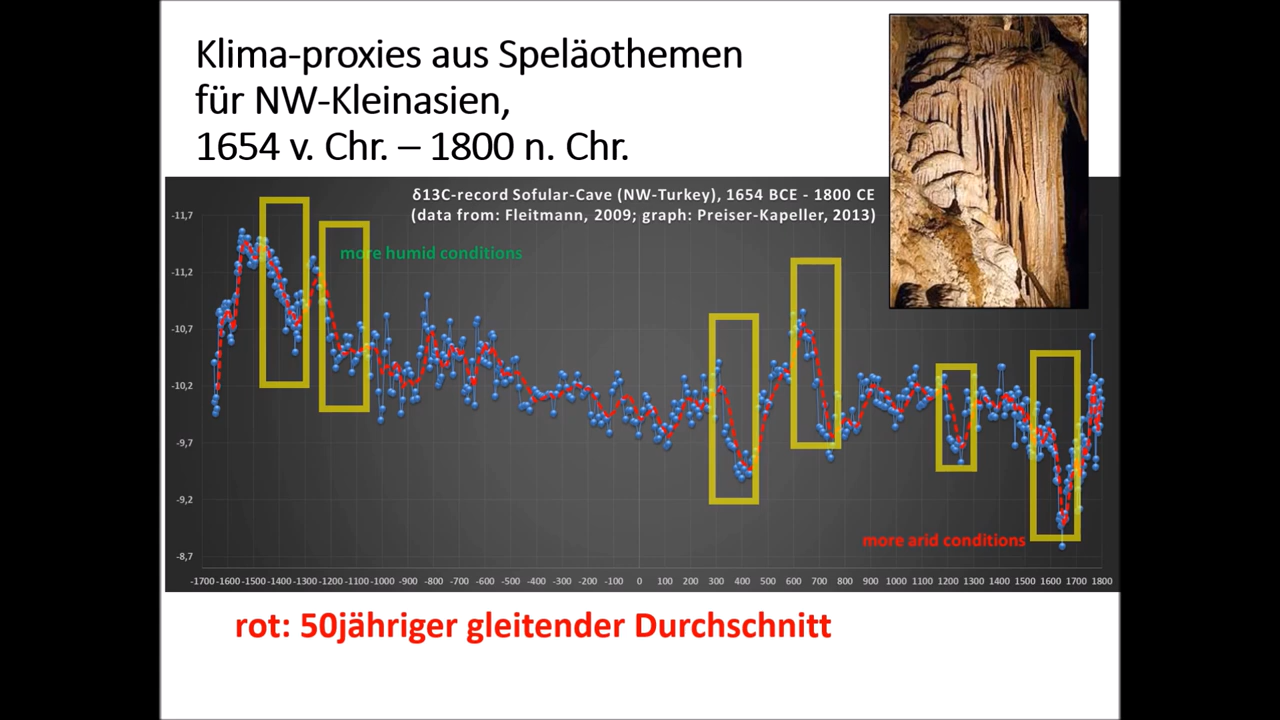 Klima-proxies aus Speläothemen
für NW-Kleinasien,
1654 v. Chr. – 1800 n. Chr.
δ13C-record Sofular-Cave (NW-Turkey), 1654 BCE - 1800 CE
(data from: Fleitmann, 2009; graph: Preiser-Kapeller, 2013)
-11,7
more humid conditions
-11,2
-10,7
-10,2
-9,7
-9,2
more arid conditions
-8,7
-1700 -1600 -1500 -1400 -1300 -1200 -1100 -1000 -900 -800 -700 -600 -500 -400 -300 -200 -100 0 100 200 300 400 500 600 700 800 900 1000 1100 1200 1300 1400 1500 1600 1700 1800
rot: 50jähriger gleitender Durchschnitt